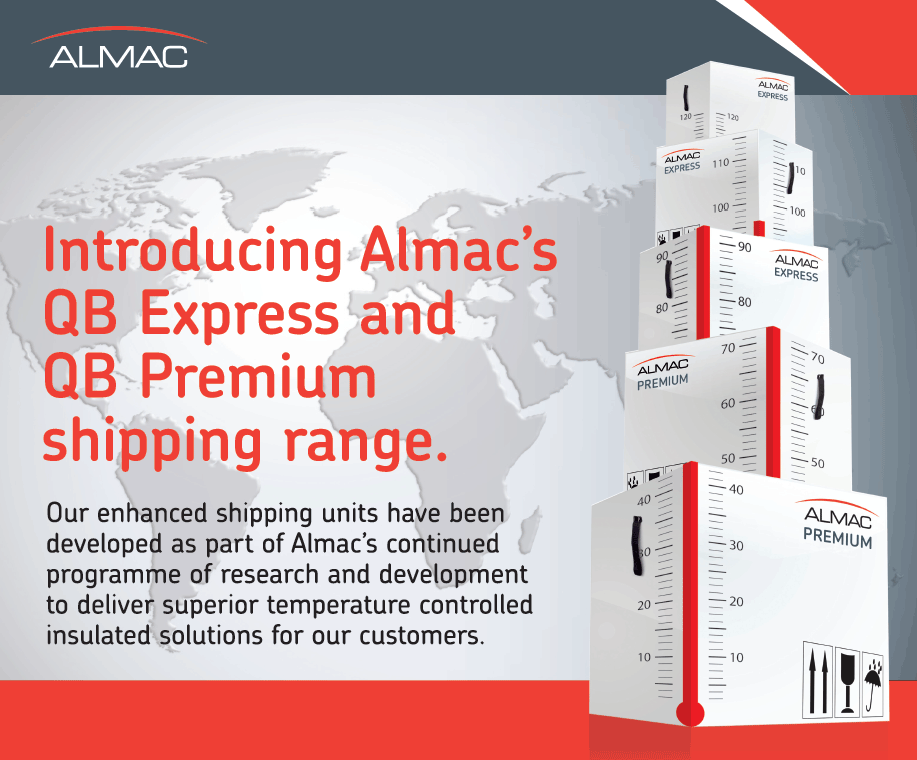 ALMAC
Introducing Almac's
QB Express and
QB Premium
shipping range.
Our enhanced shipping units have been
developed as part of Almac's continued
programme of research and development
to deliver superior temperature controlled
insulated solutions for our customers.
ALMAC
EXPRESS
120 120
ALMAC
EXPRESS
110 10
100 100
90 90
ALMAC
EXPRESS
80 80
70 70
ALMAC
PREMIUM
60
50 50
40 40
ALMAC
PREMIUM
30 30
20 20
10 10